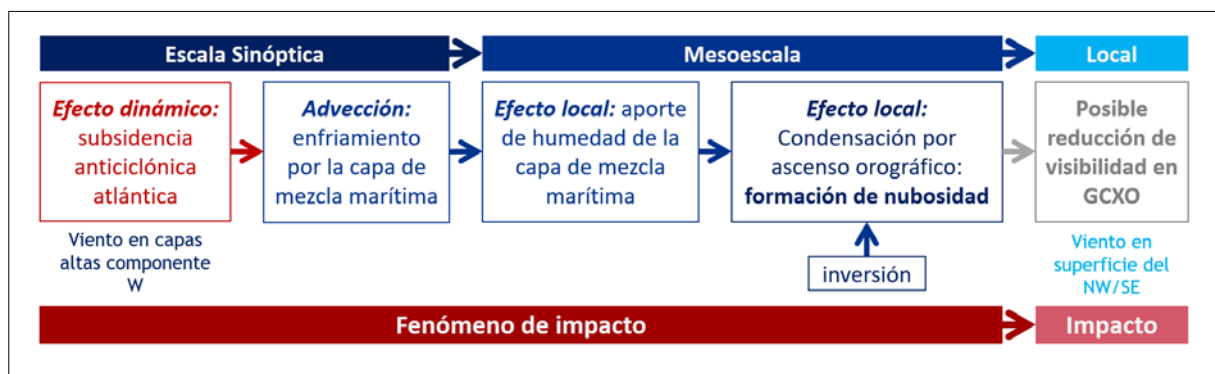 Escala Sinóptica
Mesoescala
Local
Efecto dinámico:
subsidencia
anticiclónica
atlántica
Advección:
enfriamiento
por la capa de
mezcla marítima
Efecto local: aporte
de humedad de la
capa de mezcla
marítima
Efecto local:
Condensación por
ascenso orográfico:
formación de nubosidad
Posible
reducción de
visibilidad en
GCXO
Viento en capas
altas componente
W
inversión
Viento en
superficie del
NW/SE
Fenómeno de impacto
Impacto